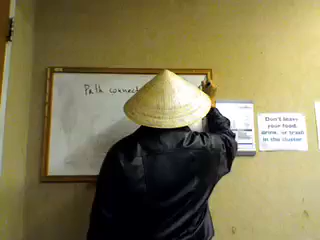 Path connect
Don't leave
your food,
drink, or trash
in the cluster